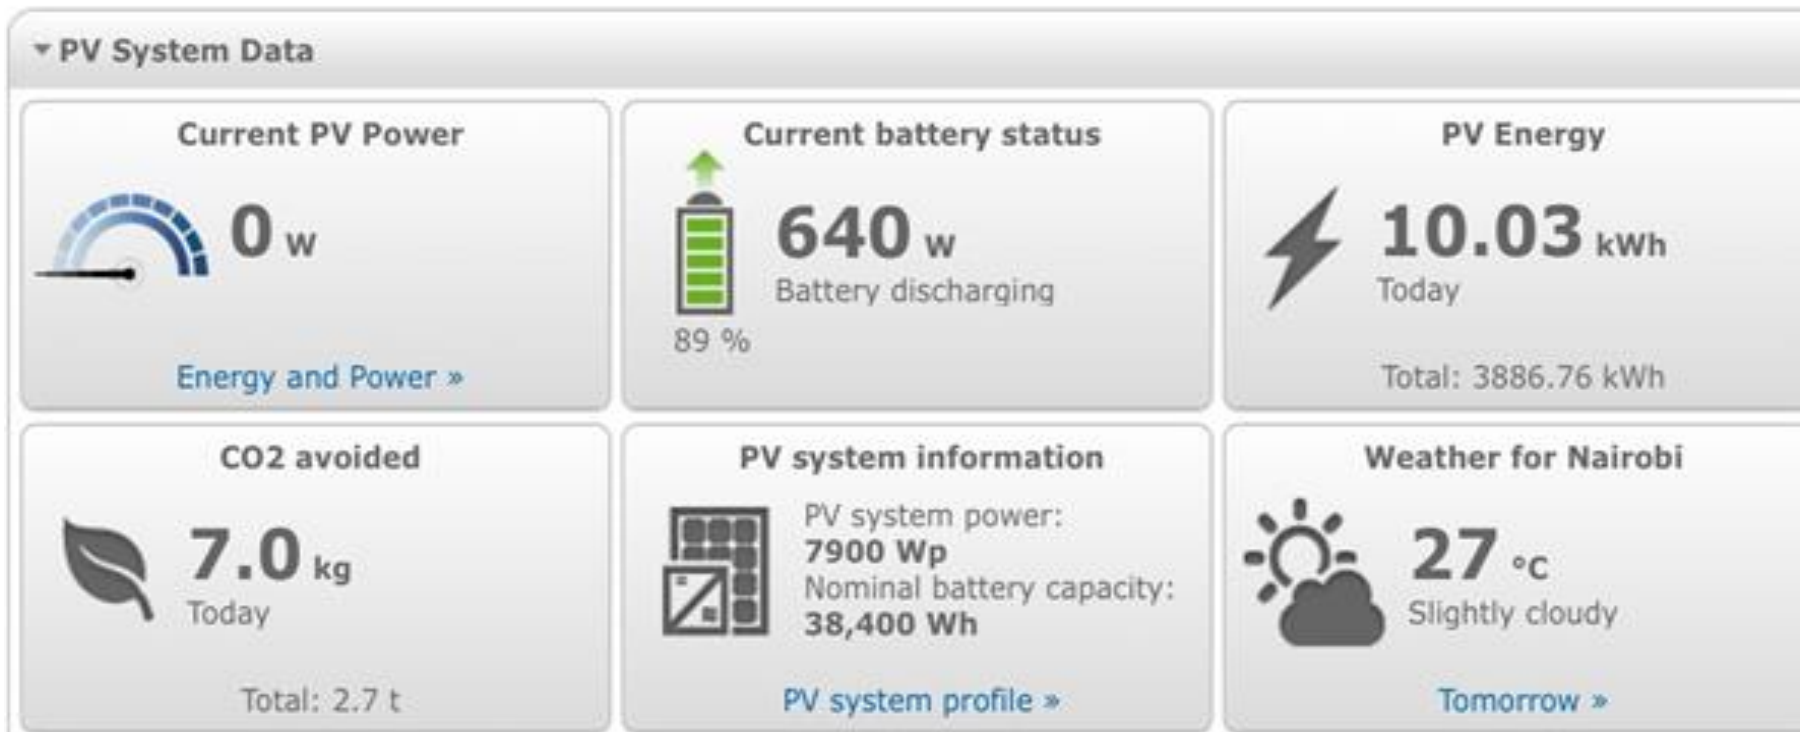 PV System Data
Current PV Power
0 W
Energy and Power »
Current battery status
640 W
Battery discharging
89 %
PV Energy
10.03 kWh
Today
Total: 3886.76 kWh
CO2 avoided
7.0 kg
Today
Total: 2.7 t
PV system information
PV system power:
7900 Wp
Nominal battery capacity:
38,400 Wh
PV system profile »
Weather for Nairobi
27 °C
Slightly cloudy
Tomorrow »